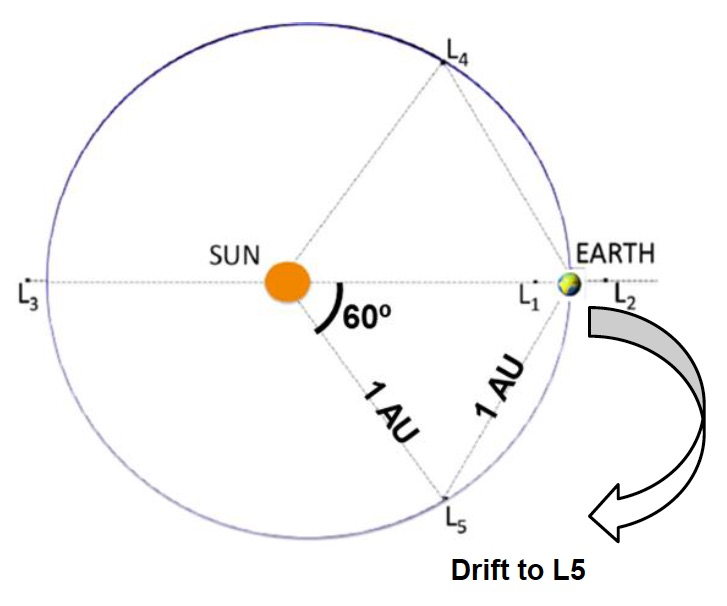 L₄
SUN
EARTH
L₃
L₁
L₂
60º
1 AU
1 AU
L₅
Drift to L5